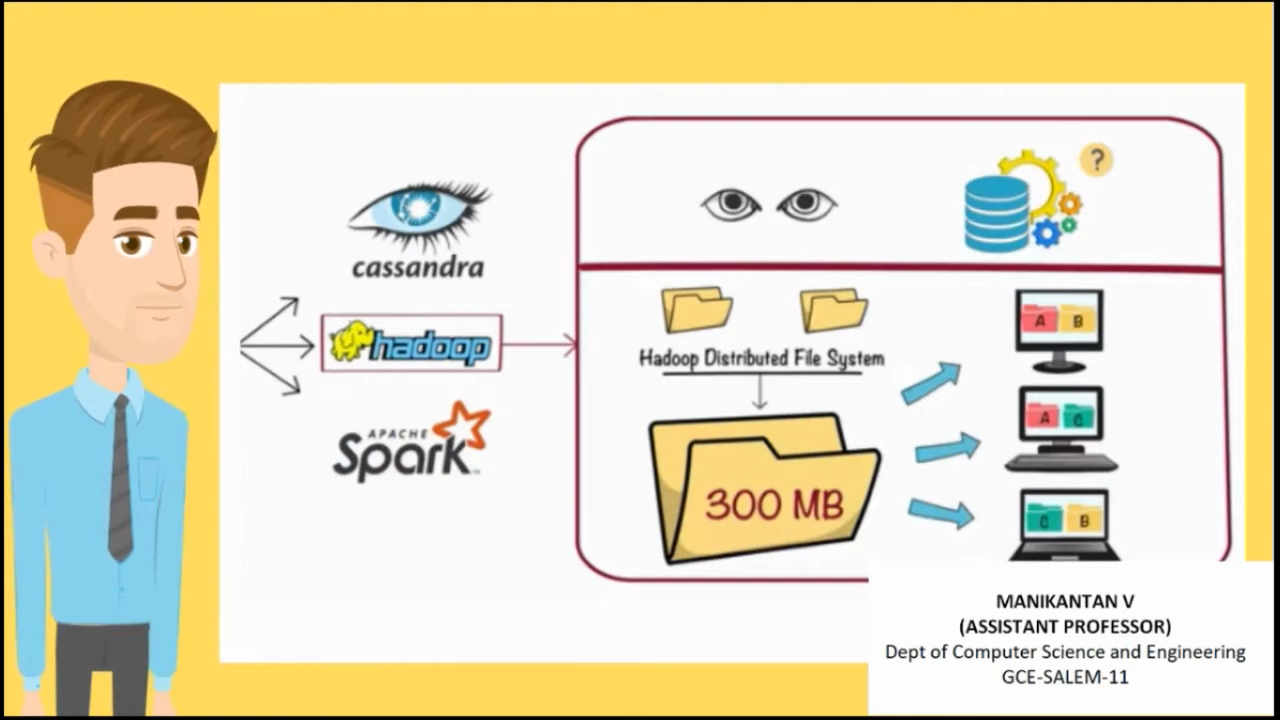 cassandra
hadoop
APACHE
Spark
?
Hadoop Distributed File System
300 MB
A B
A C
C B
MANIKANTAN V
(ASSISTANT PROFESSOR)
Dept of Computer Science and Engineering
GCE-SALEM-11